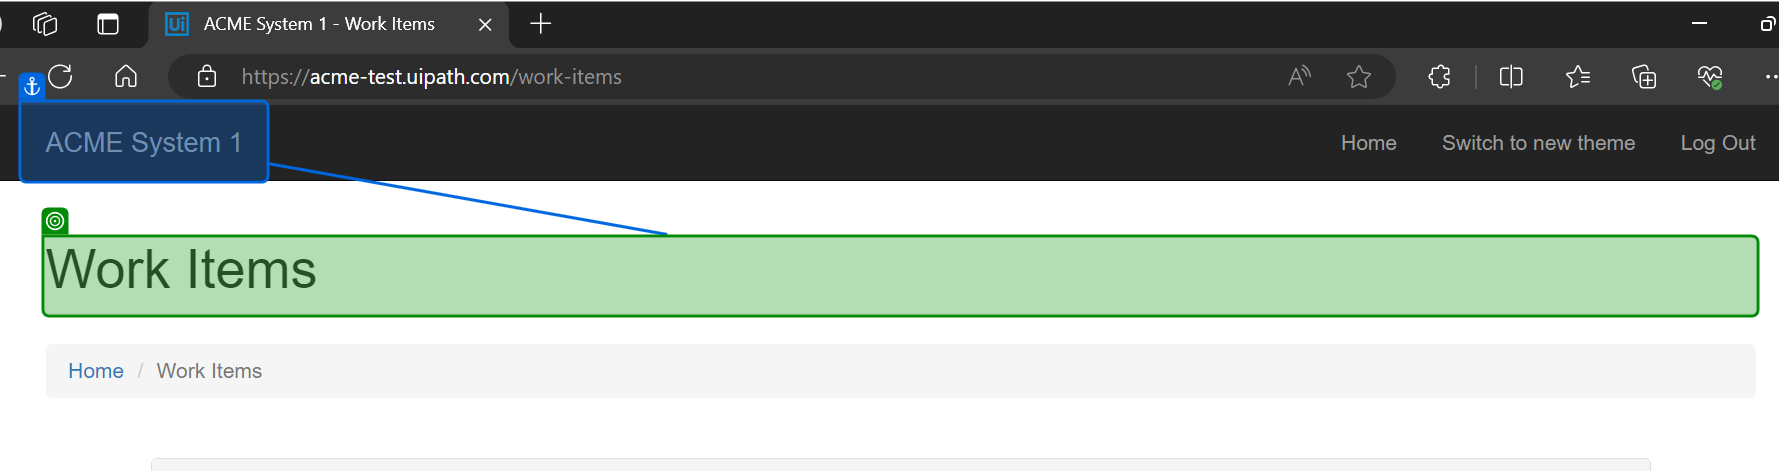 Ui ACME System 1 - Work Items
https://acme-test.uipath.com/work-items
ACME System 1 Home Switch to new theme Log Out
Work Items
Home / Work Items